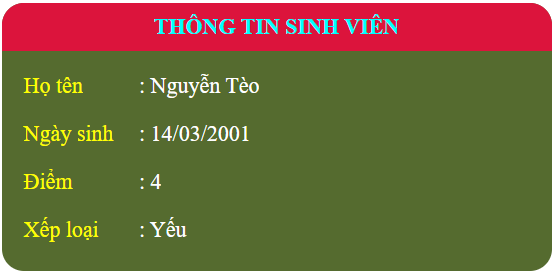 THÔNG TIN SINH VIÊN
Họ tên : Nguyễn Tèo
Ngày sinh : 14/03/2001
Điểm : 4
Xếp loại : Yếu